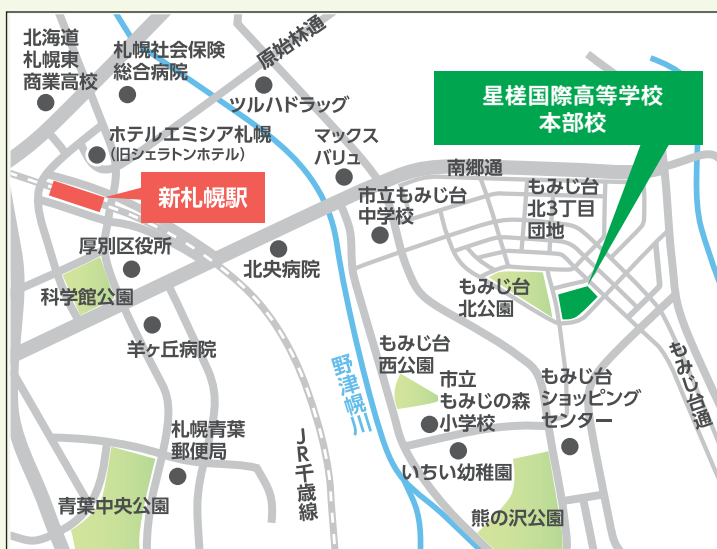 北海道
札幌東
商業高校
札幌社会保険
総合病院
原始林通
ツルハドラッグ
星槎国際高等学校
本部校
ホテルエミシア札幌
(旧シェラトンホテル)
マックス
バリュ
南郷通
新札幌駅
市立もみじ台
中学校
もみじ台
北3丁目
団地
厚別区役所
北央病院
科学館公園
もみじ台
北公園
羊ヶ丘病院
野津幌川
もみじ台
西公園
市立
もみじの森
小学校
もみじ台
ショッピング
センター
もみじ台通
札幌青葉
郵便局
JR千歳線
いちい幼稚園
青葉中央公園
熊の沢公園